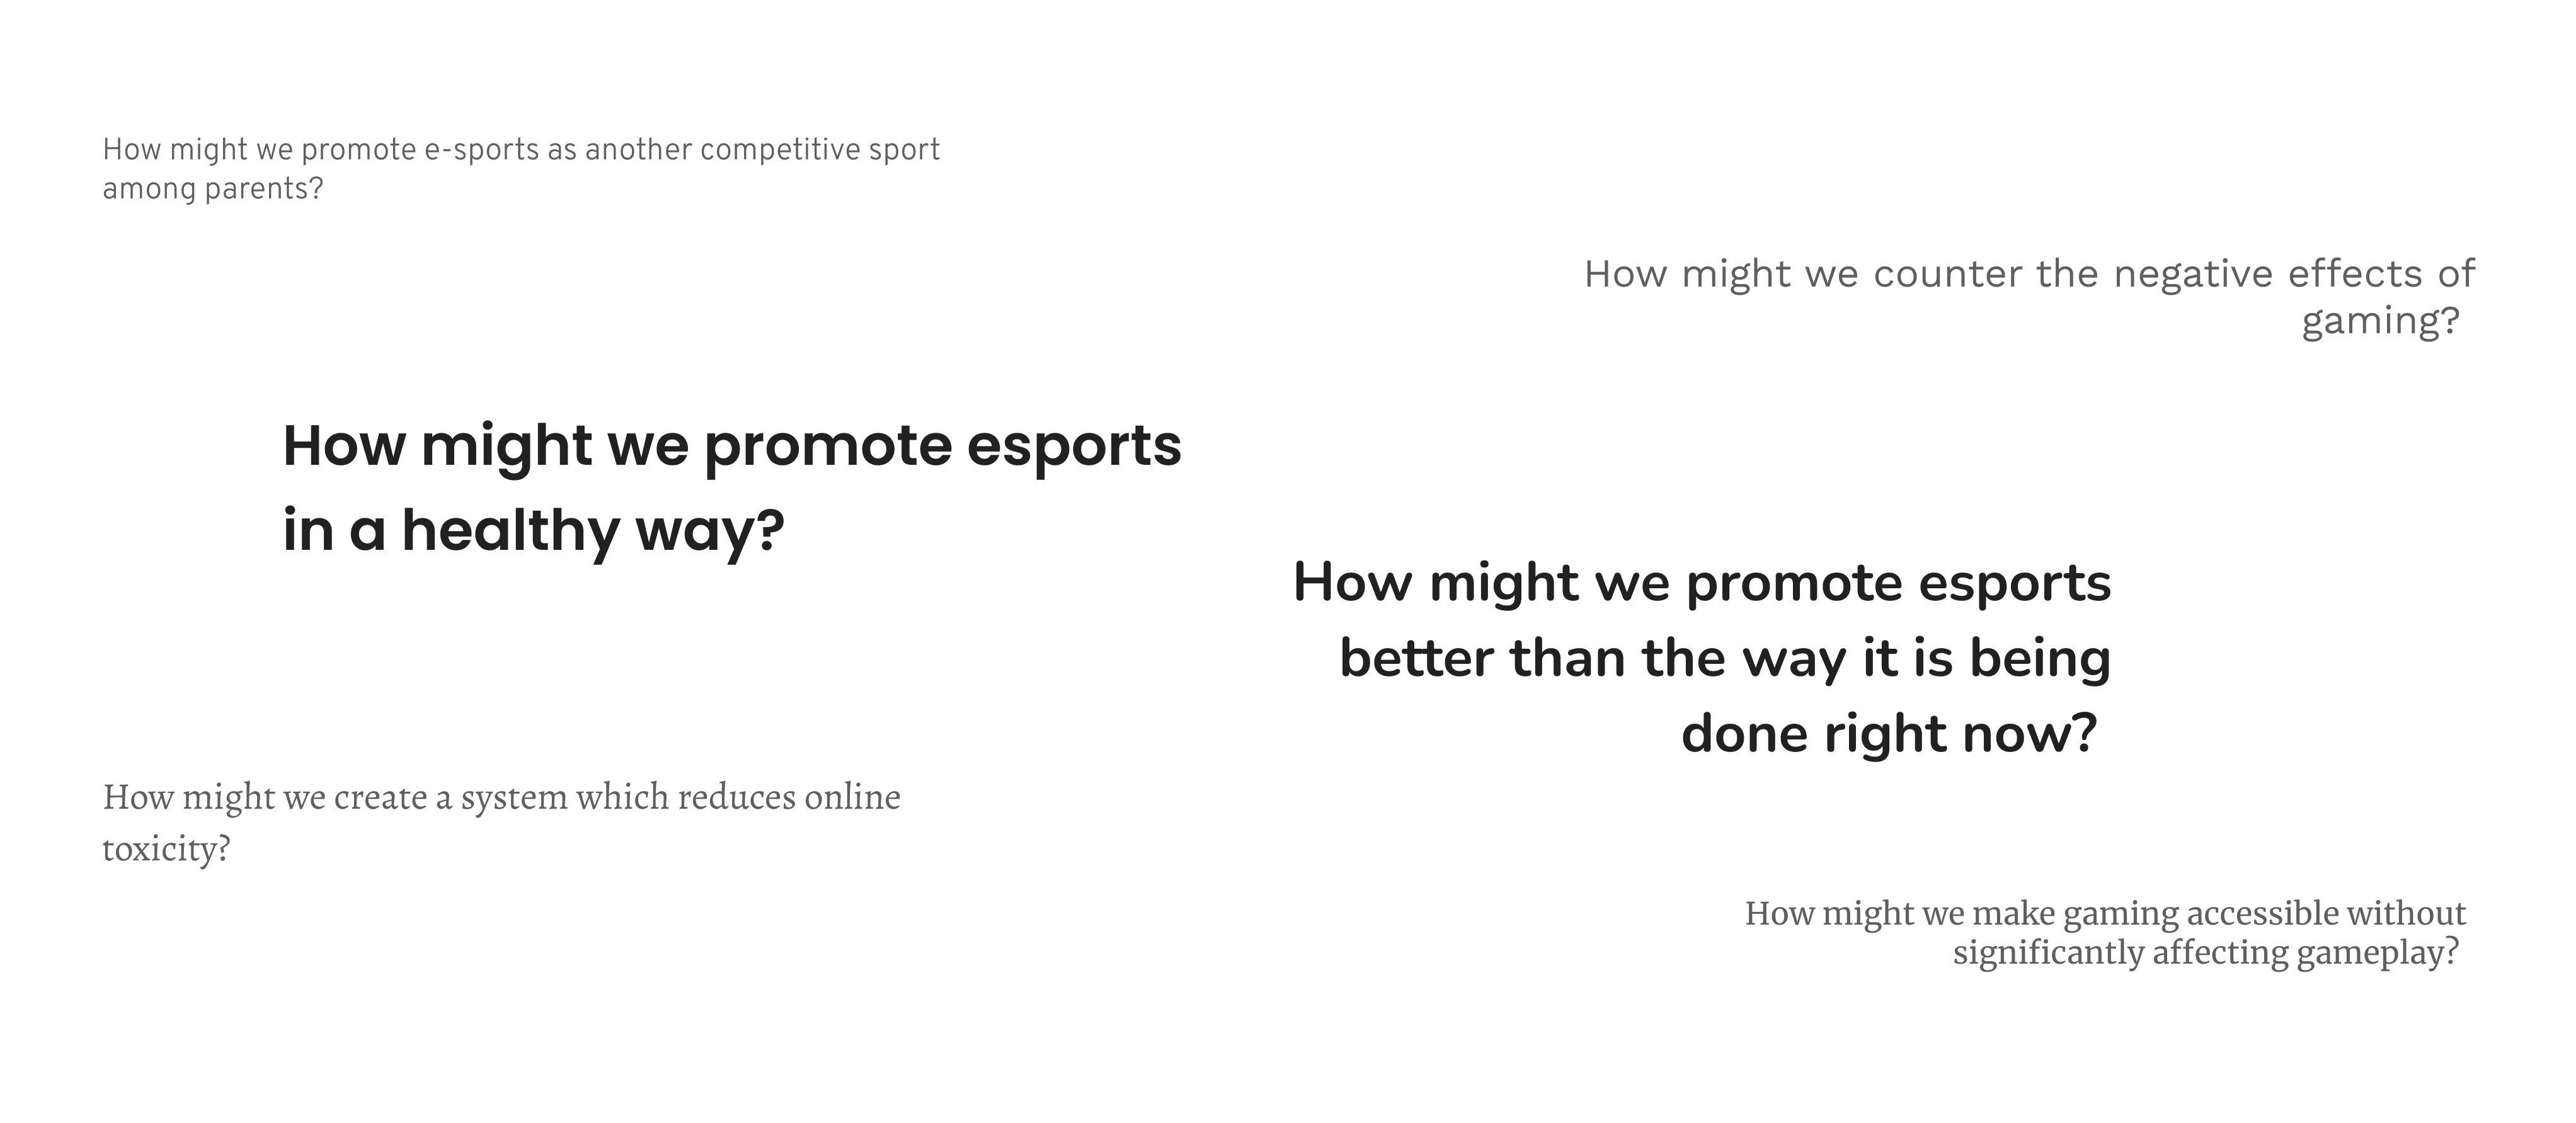 How might we promote e-sports as another competitive sport
among parents?
How might we counter the negative effects of
gaming?
How might we promote esports
in a healthy way?
How might we promote esports
better than the way it is being
done right now?
How might we create a system which reduces online
toxicity?
How might we make gaming accessible without
significantly affecting gameplay?